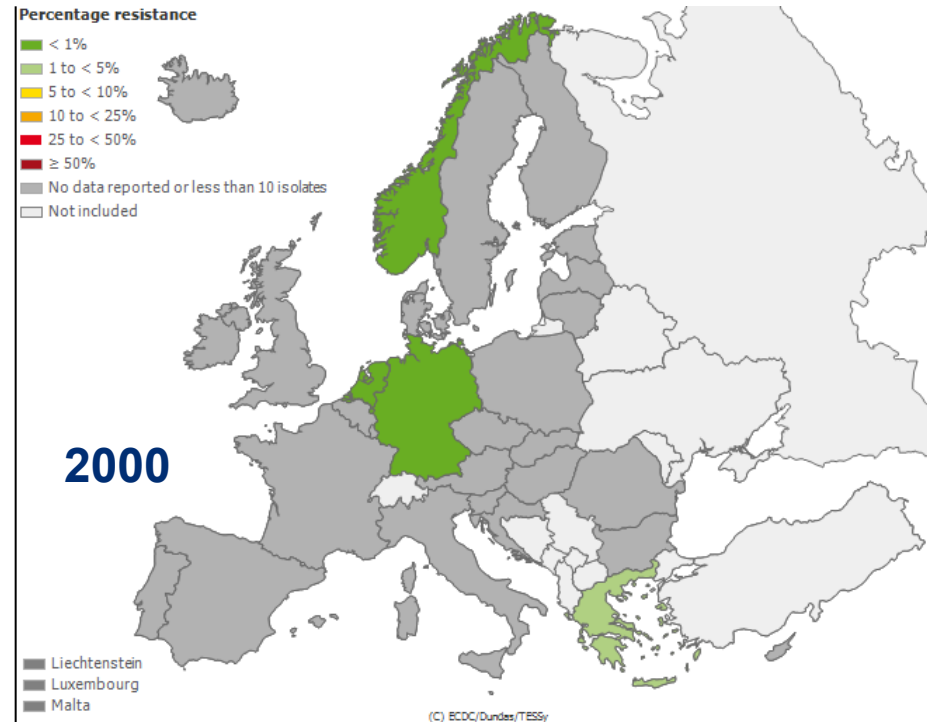 Percentage resistance
< 1%
1 to < 5%
5 to < 10%
10 to < 25%
25 to < 50%
≥ 50%
No data reported or less than 10 isolates
Not included
2000
Liechtenstein
Luxembourg
Malta
(C) ECDC/Dundas/TESSy